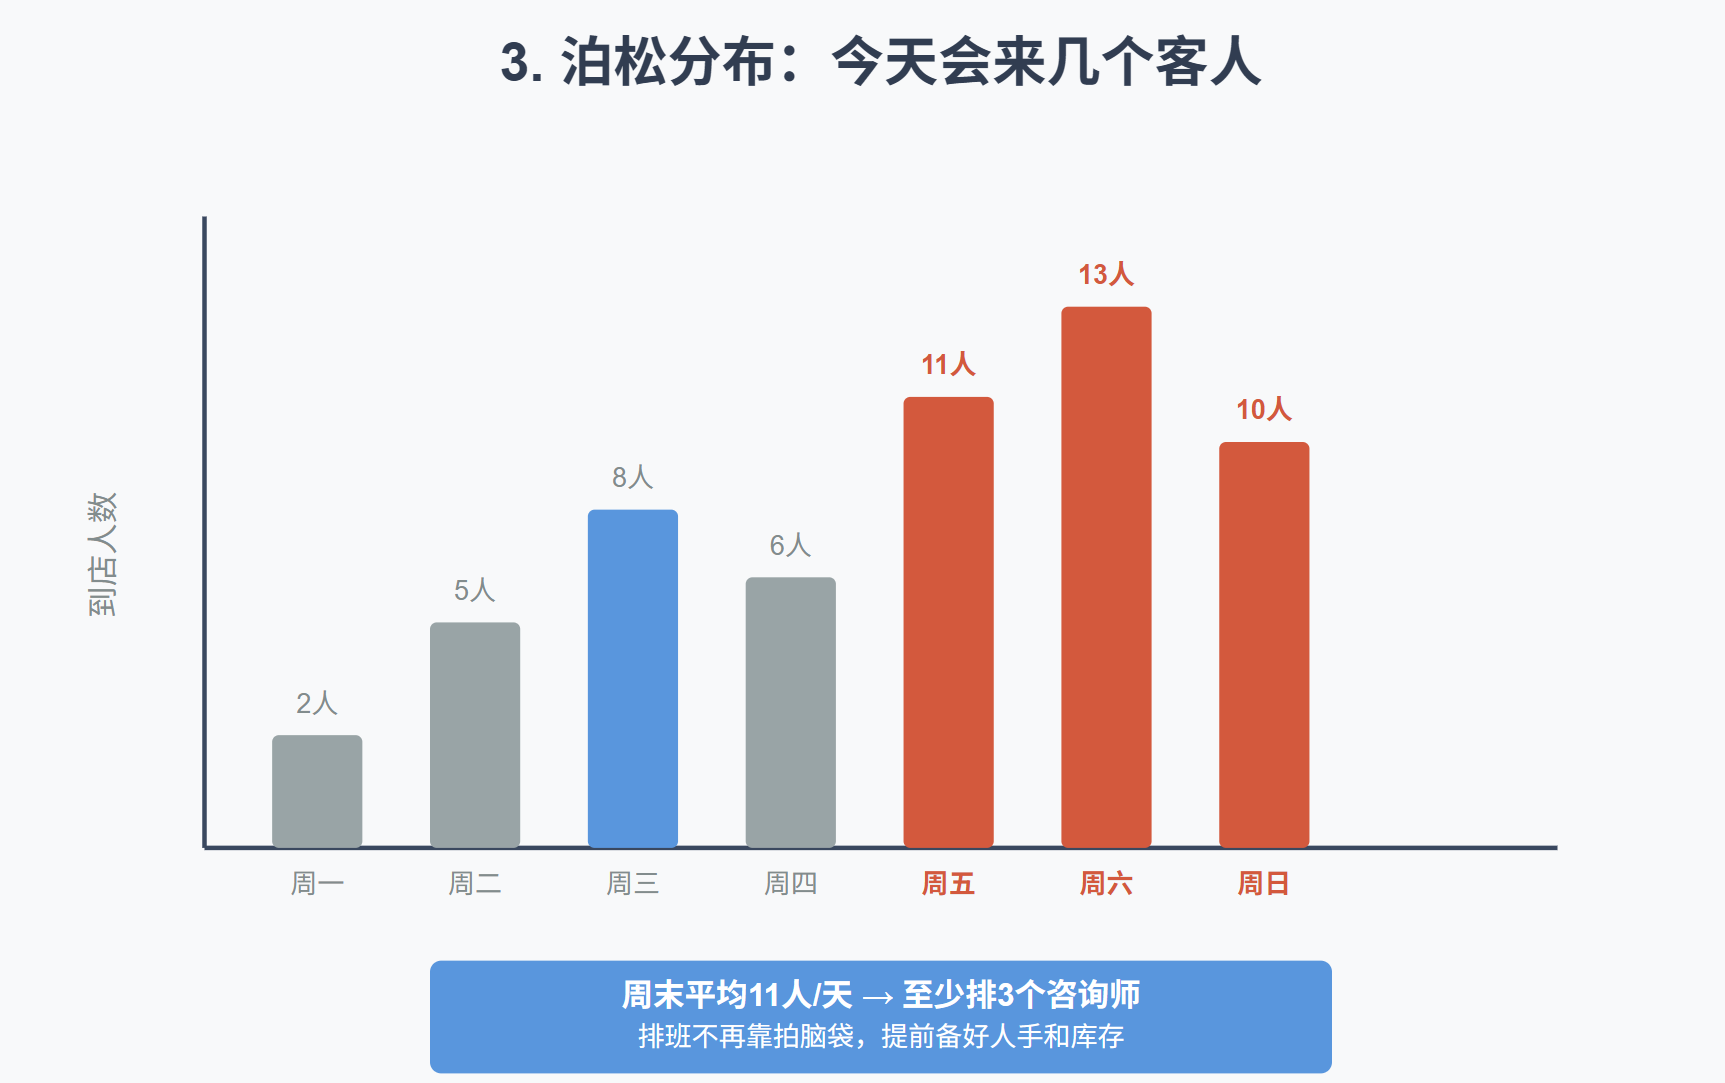 3. 泊松分布：今天会来几个客人
到店人数
2人
5人
8人
6人
11人
13人
10人
周一
周二
周三
周四
周五
周六
周日
周末平均11人/天 → 至少排3个咨询师
排班不再靠拍脑袋，提前备好人手和库存